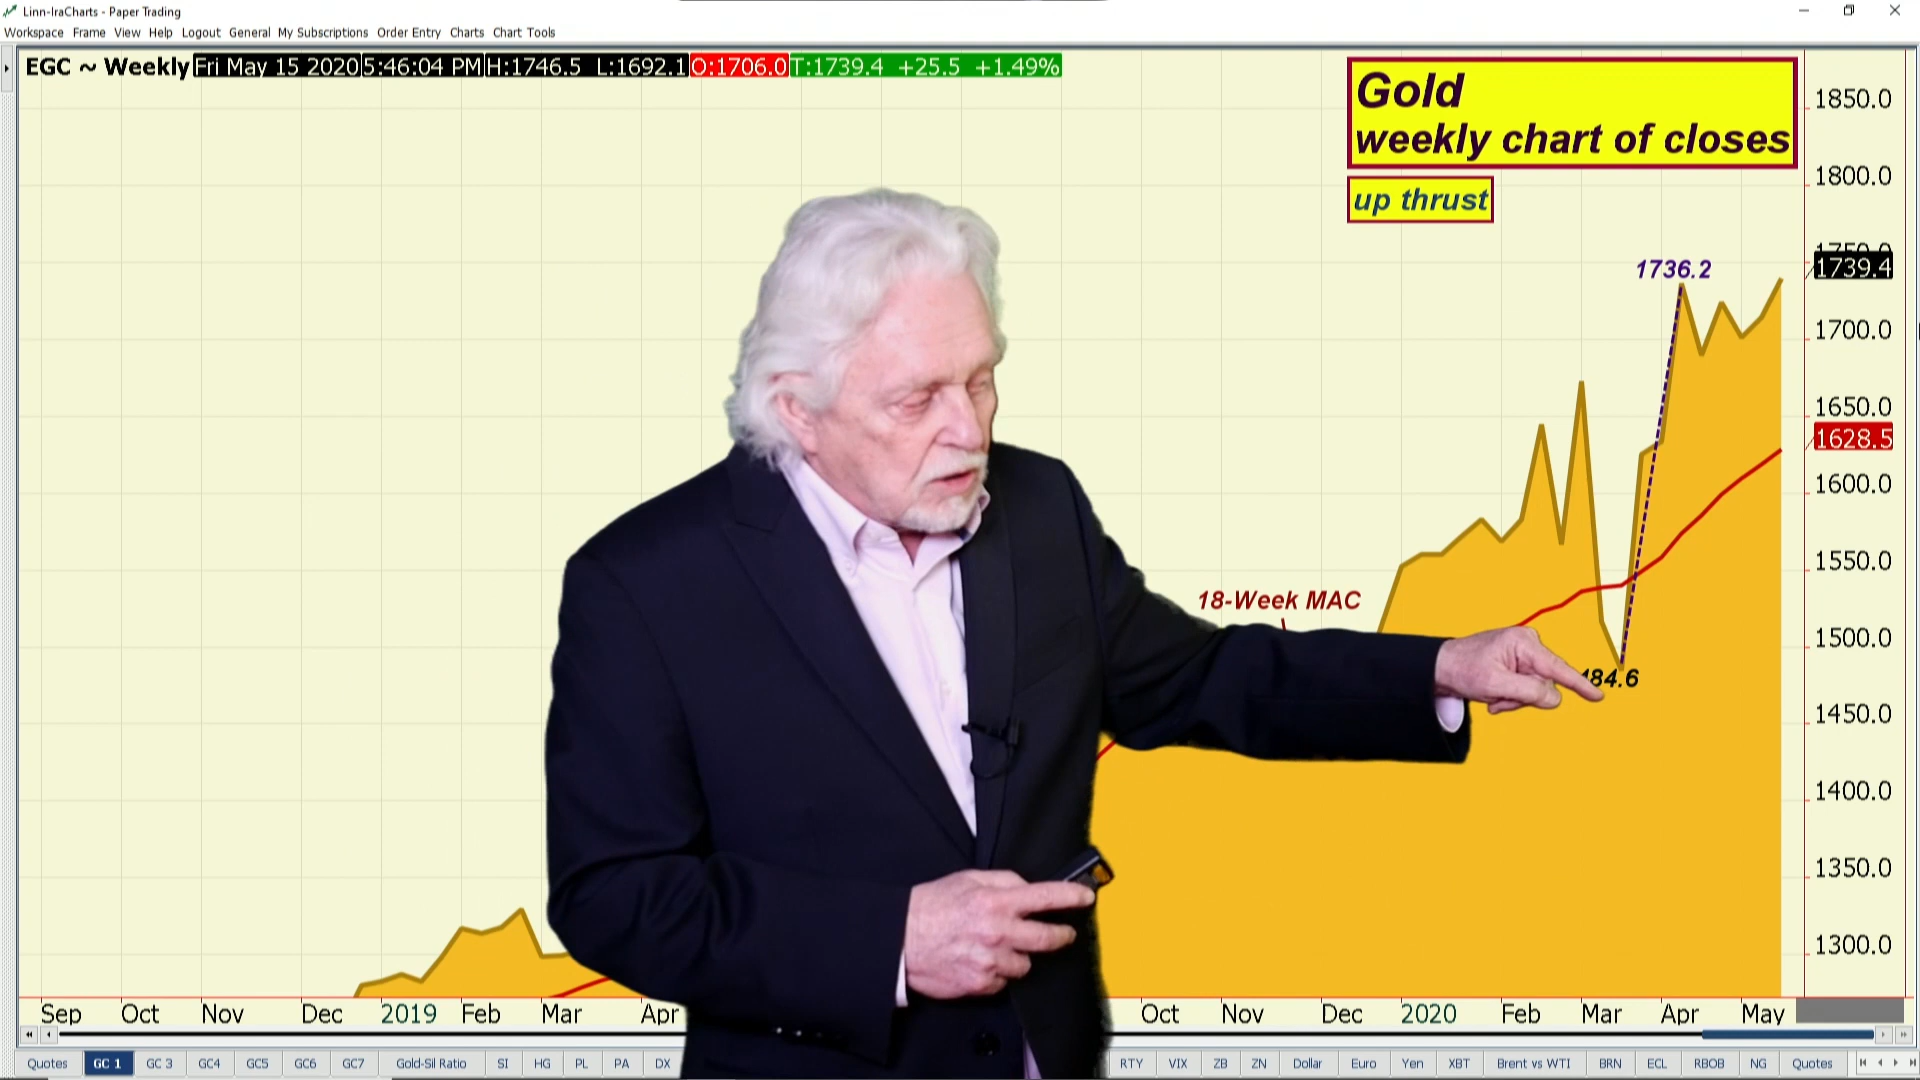 Linn-IraCharts - Paper Trading
Workspace Frame View Help Logout General My Subscriptions Order Entry Charts Chart Tools
EGC ~ Weekly Fri May 15 2020 5:46:04 PM H:1746.5 L:1692.1 O:1706.0 T:1739.4 +25.5 +1.49%
Gold
weekly chart of closes
up thrust
1850.0
1800.0
1750.0
1736.2
1739.4
1700.0
1650.0
1628.5
1600.0
1550.0
18-Week MAC
1500.0
484.6
1450.0
1400.0
1350.0
1300.0
Sep Oct Nov Dec 2019 Feb Mar Apr Oct Nov Dec 2020 Feb Mar Apr May
Quotes GC 1 GC 3 GC4 GC5 GC6 GC7 Gold-Sil Ratio SI HG PL PA DX RTY VIX ZB ZN Dollar Euro Yen XBT Brent vs WTI BRN ECL RBOB NG Quotes